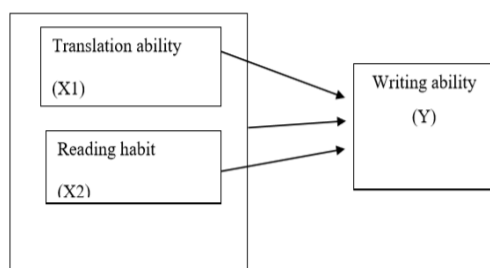 Translation ability
(X1)
Reading habit
(X2)
Writing ability
(Y)